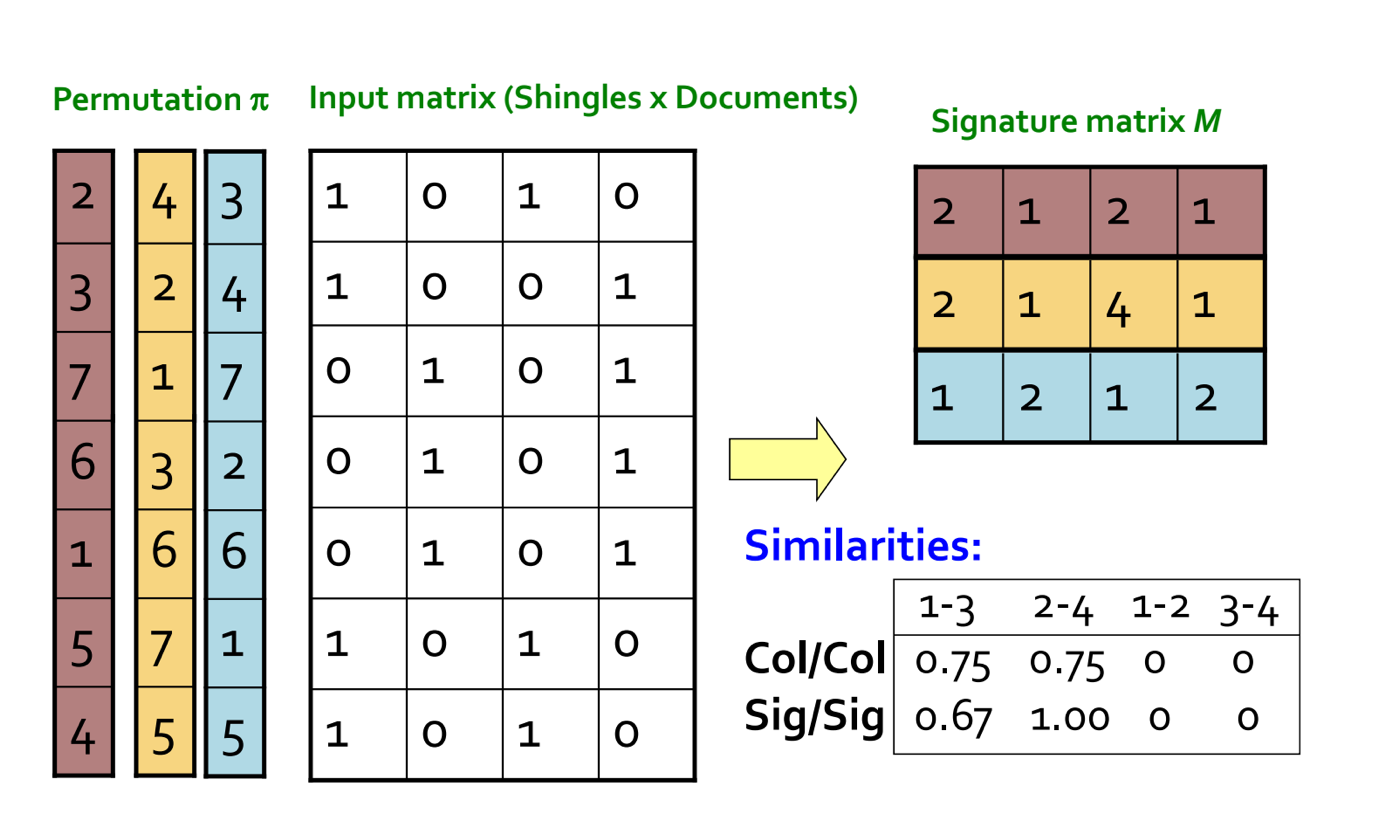 Permutation π Input matrix (Shingles x Documents)
Signature matrix M
2 4 3 1 0 1 0
3 2 4 1 0 0 1
7 1 7 0 1 0 1
6 3 2 0 1 0 1
1 6 6 0 1 0 1
5 7 1 1 0 1 0
4 5 5 1 0 1 0
2 1 2 1
2 1 4 1
1 2 1 2
Similarities:
1-3 2-4 1-2 3-4
Col/Col 0.75 0.75 0 0
Sig/Sig 0.67 1.00 0 0